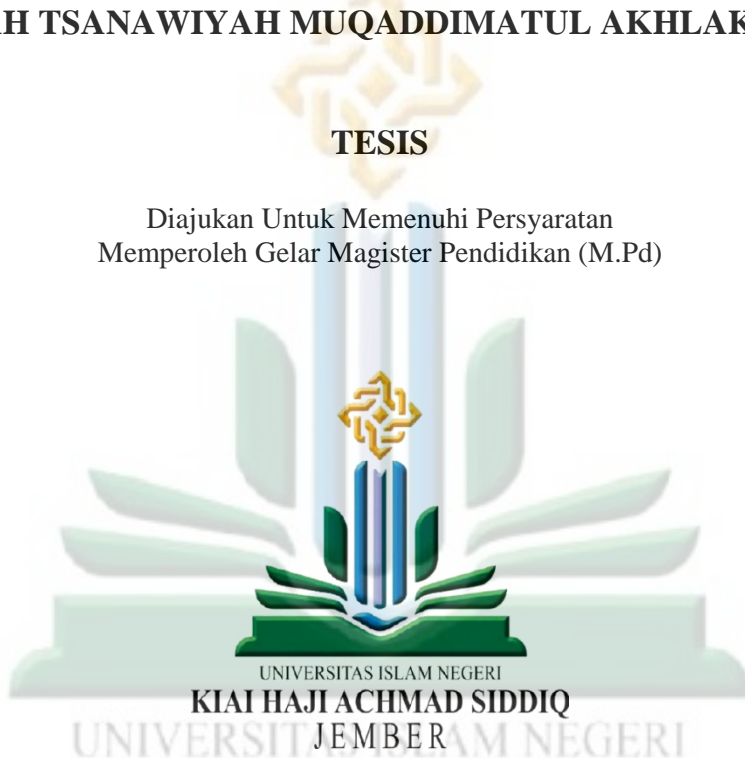 AH TSANAWIYAH MUQADDIMATUL AKHLAK
TESIS
Diajukan Untuk Memenuhi Persyaratan
Memperoleh Gelar Magister Pendidikan (M.Pd)
UNIVERSITAS ISLAM NEGERI
KIAI HAJI ACHMAD SIDDIQ
JEMBER
UNIVERSITAS ISLAM NEGERI